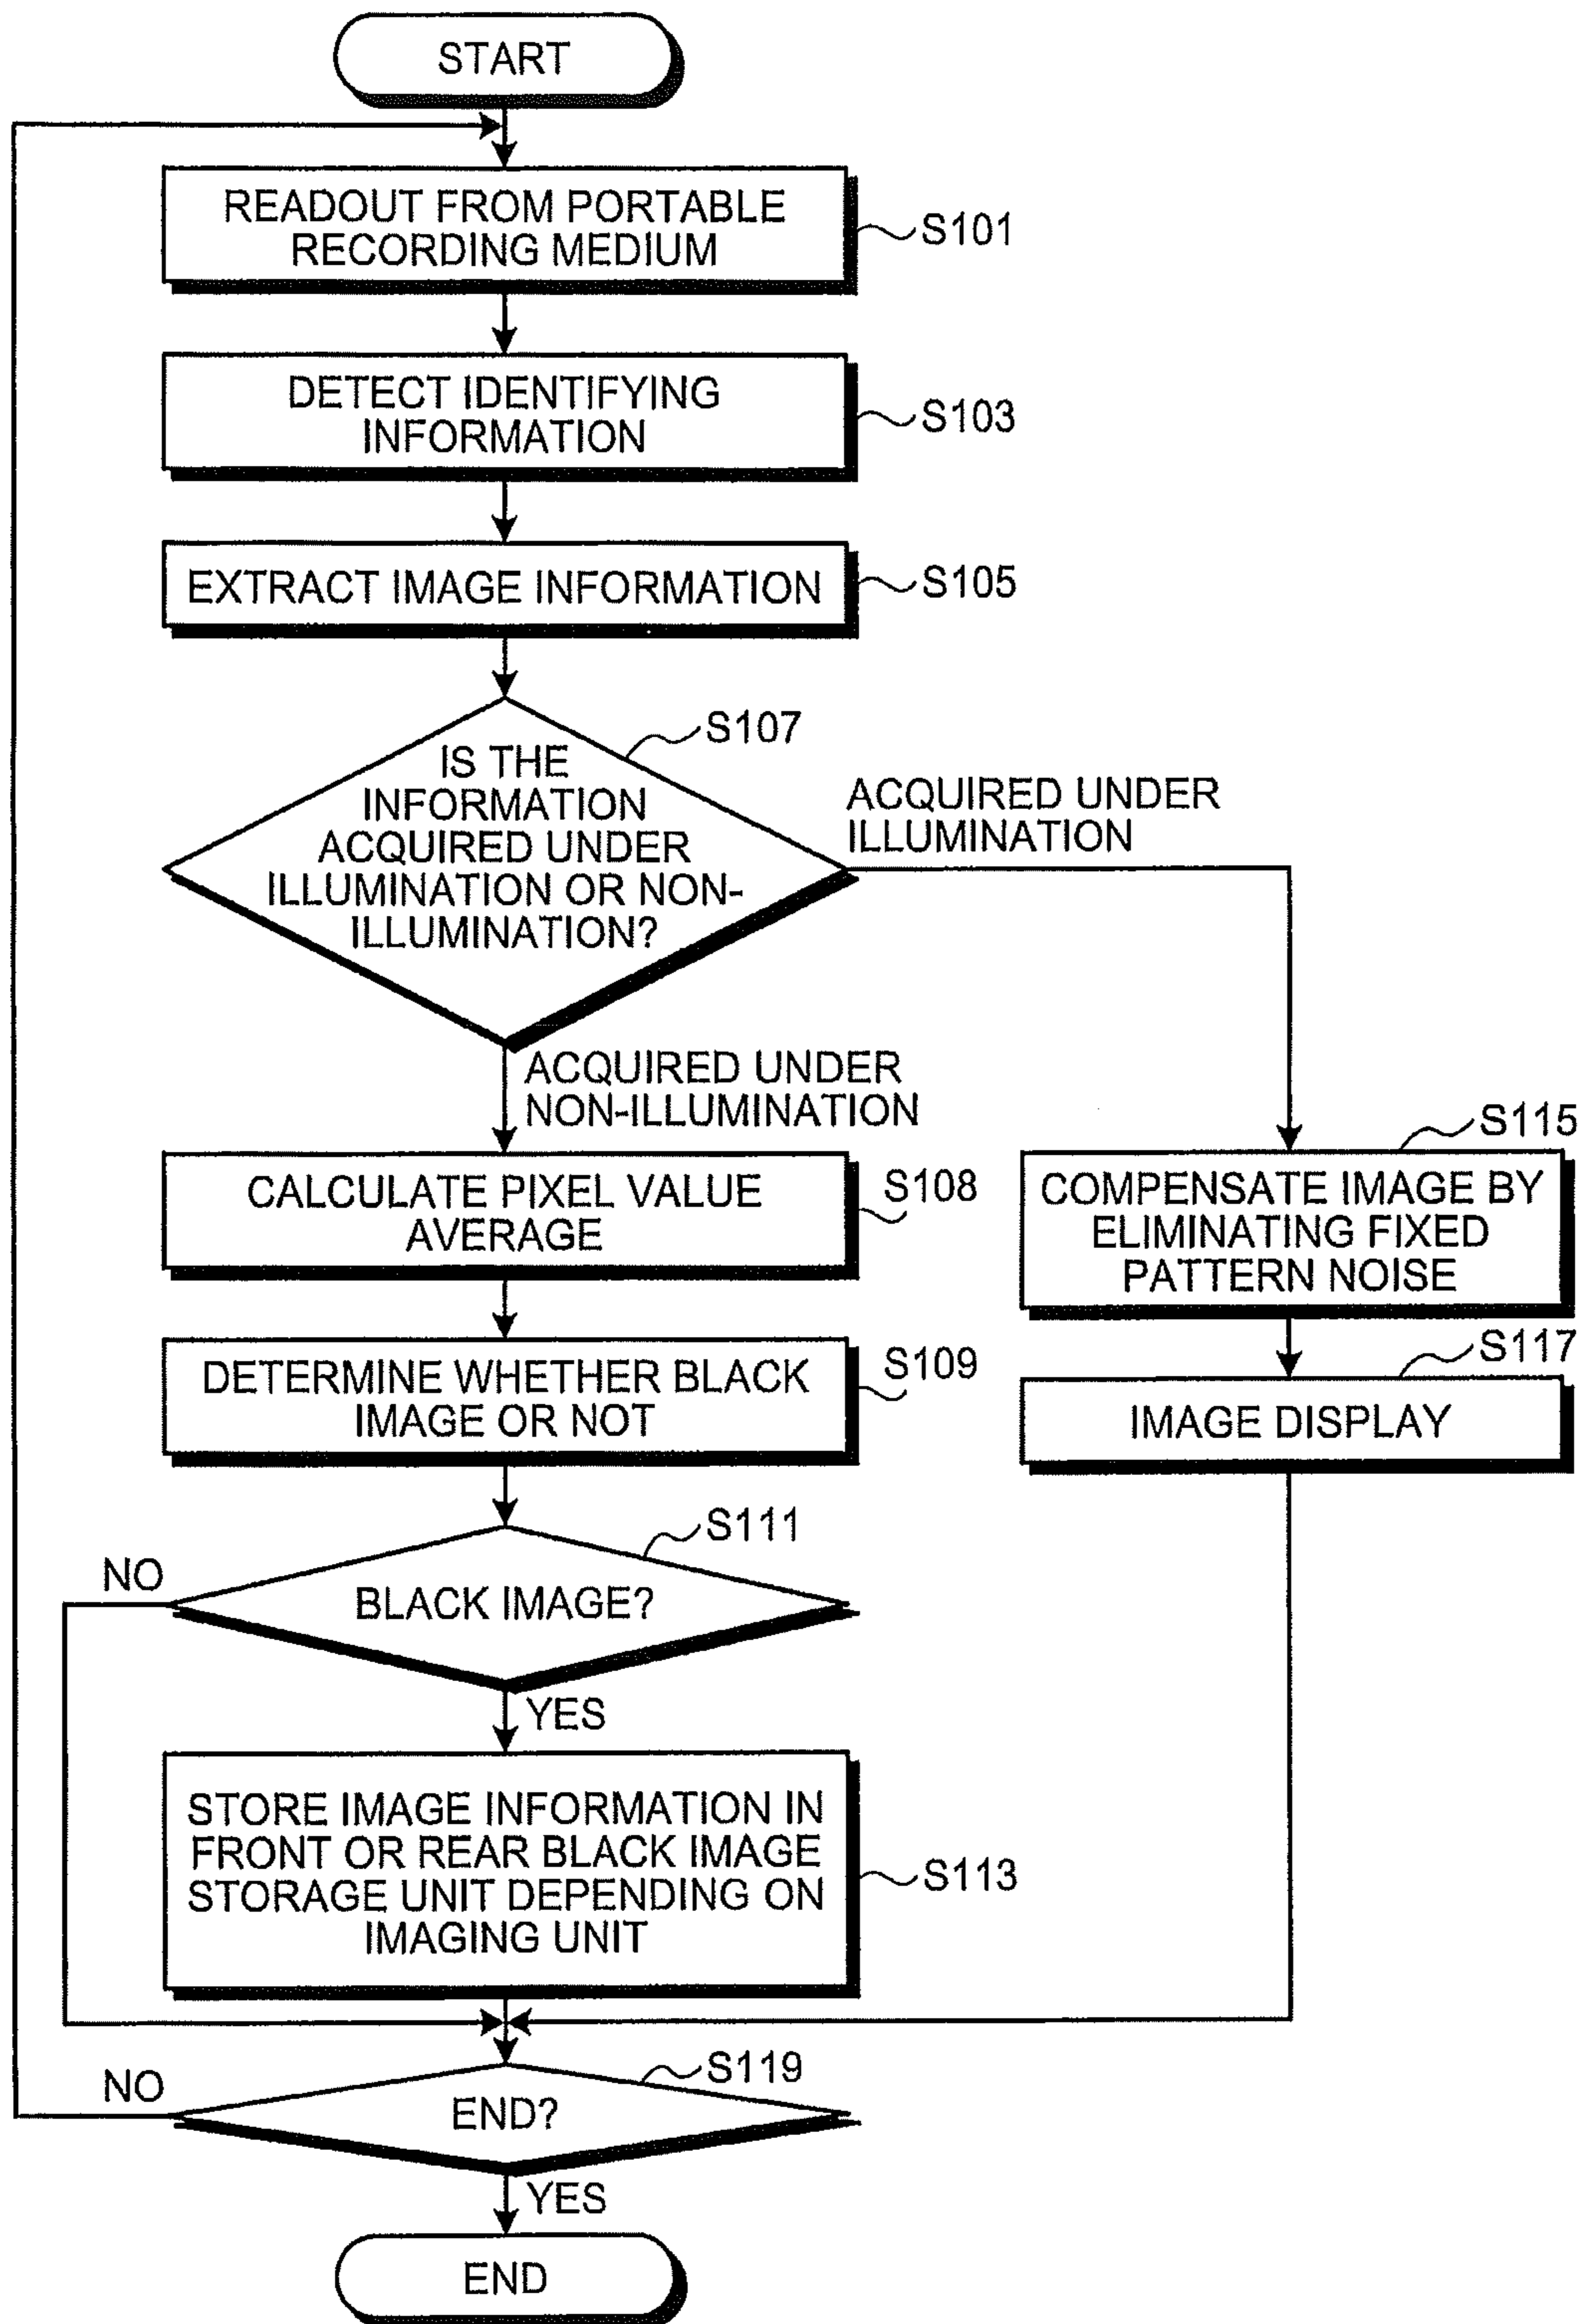 START
READOUT FROM PORTABLE
RECORDING MEDIUM
S101
DETECT IDENTIFYING
INFORMATION
S103
EXTRACT IMAGE INFORMATION
S105
S107
IS THE
INFORMATION
ACQUIRED UNDER
ILLUMINATION OR NON-
ILLUMINATION?
ACQUIRED UNDER
ILLUMINATION
ACQUIRED UNDER
NON-ILLUMINATION
CALCULATE PIXEL VALUE
AVERAGE
S108
S115
COMPENSATE IMAGE BY
ELIMINATING FIXED
PATTERN NOISE
DETERMINE WHETHER BLACK
IMAGE OR NOT
S109
S117
IMAGE DISPLAY
S111
NO
BLACK IMAGE?
YES
STORE IMAGE INFORMATION IN
FRONT OR REAR BLACK IMAGE
STORAGE UNIT DEPENDING ON
IMAGING UNIT
S113
S119
NO
END?
YES
END